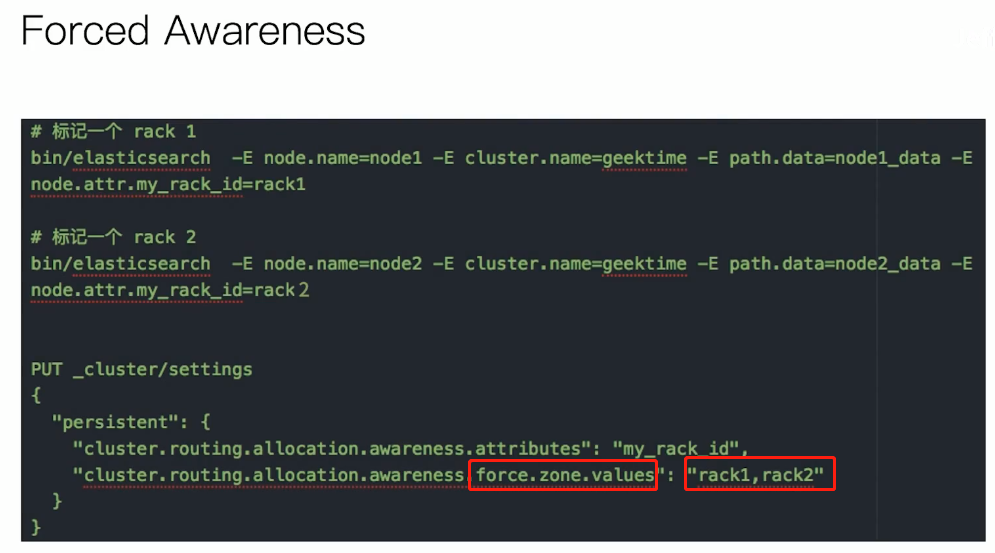 Forced Awareness
# 标记一个 rack 1
bin/elasticsearch  -E node.name=node1 -E cluster.name=geektime -E path.data=node1_data -E
node.attr.my_rack_id=rack1
# 标记一个 rack 2
bin/elasticsearch  -E node.name=node2 -E cluster.name=geektime -E path.data=node2_data -E
node.attr.my_rack_id=rack2
PUT _cluster/settings
{
  "persistent": {
    "cluster.routing.allocation.awareness.attributes": "my_rack_id",
    "cluster.routing.allocation.awareness.force.zone.values": "rack1,rack2"
  }
}